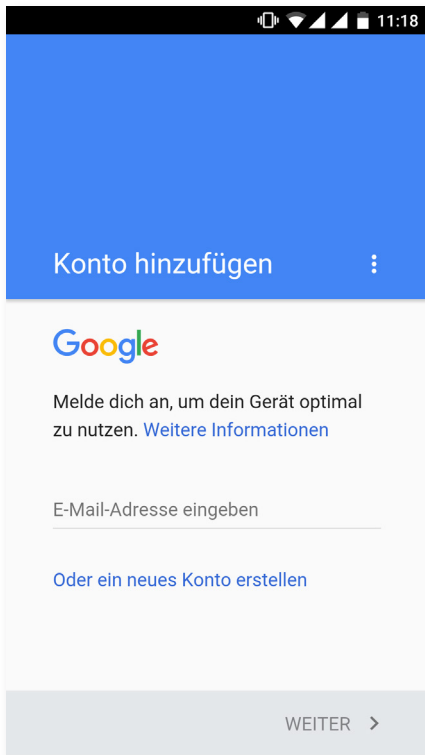 11:18
Konto hinzufügen
Google
Melde dich an, um dein Gerät optimal
zu nutzen. Weitere Informationen
E-Mail-Adresse eingeben
Oder ein neues Konto erstellen
WEITER